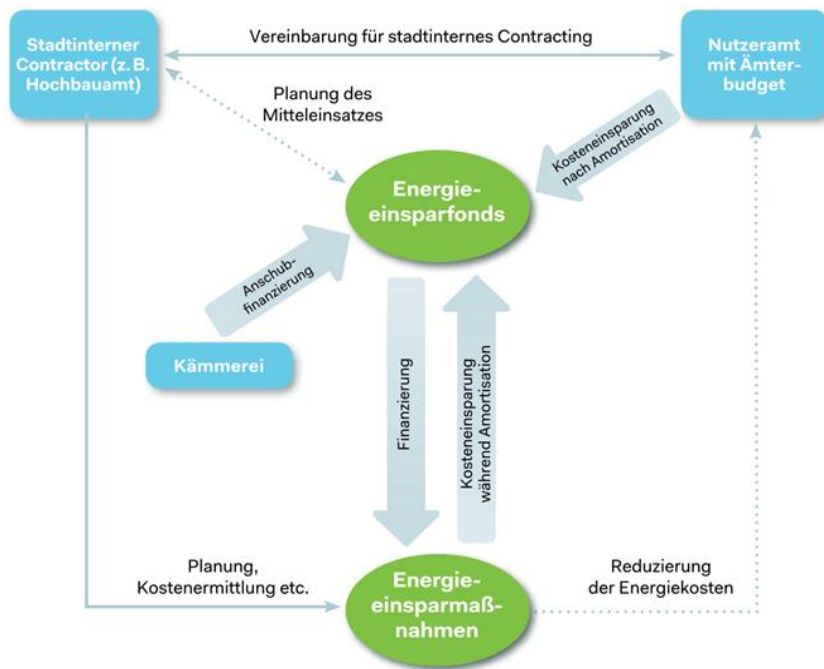 Stadtinterner
Contractor (z. B.
Hochbauamt)
Vereinbarung für stadtinternes Contracting
Nutzeramt
mit Ämter-
budget
Planung des
Mitteleinsatzes
Kosteneinsparung
nach Amortisation
Energie-
einsparfonds
Anschub-
finanzierung
Kämmerei
Finanzierung
Kosteneinsparung
während Amortisation
Planung,
Kostenermittlung etc.
Energie-
einsparmaß-
nahmen
Reduzierung
der Energiekosten